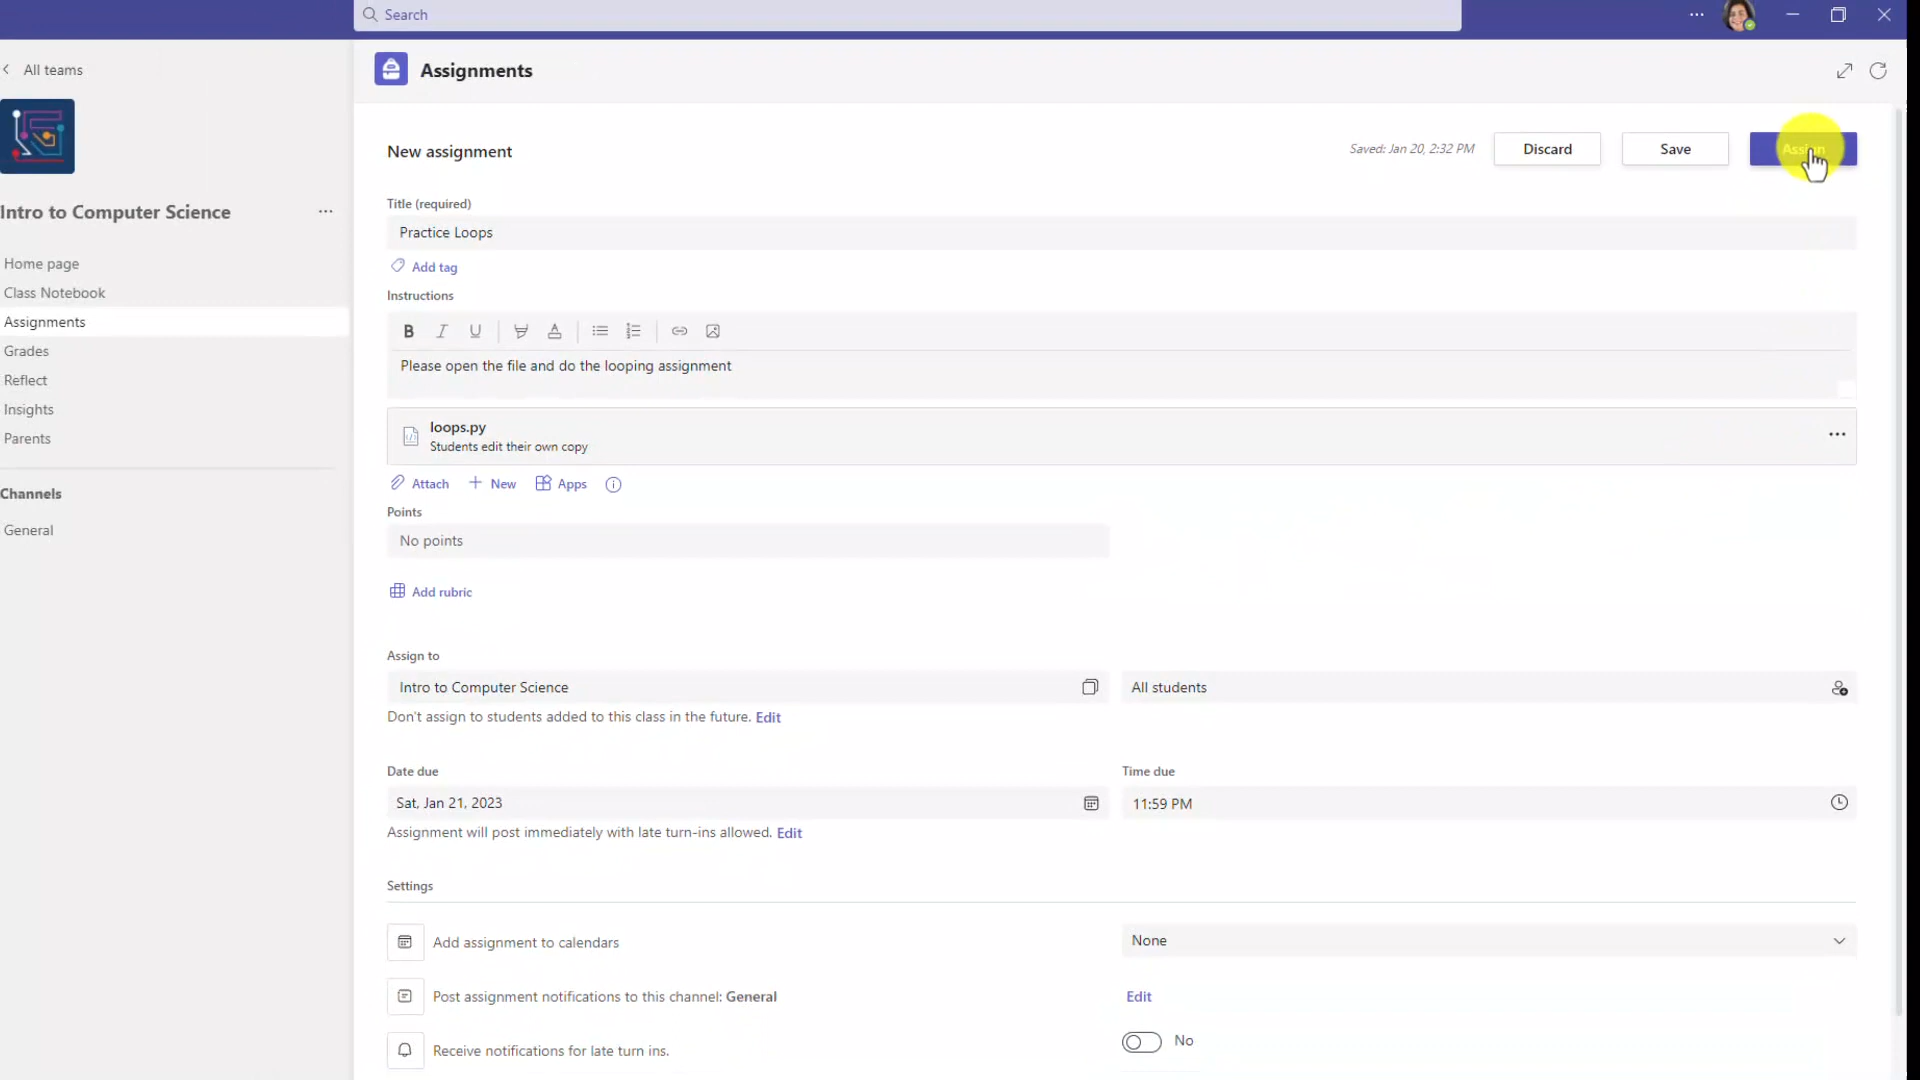 Search
All teams
Assignments
New assignment
Saved: Jan 20, 2:32 PM
Discard
Save
Assign
Intro to Computer Science
Home page
Class Notebook
Assignments
Grades
Reflect
Insights
Parents
Channels
General
Title (required)
Practice Loops
Add tag
Instructions
B I U A
Please open the file and do the looping assignment
loops.py
Students edit their own copy
Attach
New
Apps
Points
No points
Add rubric
Assign to
Intro to Computer Science
All students
Don't assign to students added to this class in the future. Edit
Date due
Time due
Sat, Jan 21, 2023
11:59 PM
Assignment will post immediately with late turn-ins allowed. Edit
Settings
Add assignment to calendars
None
Post assignment notifications to this channel: General
Edit
Receive notifications for late turn ins.
No